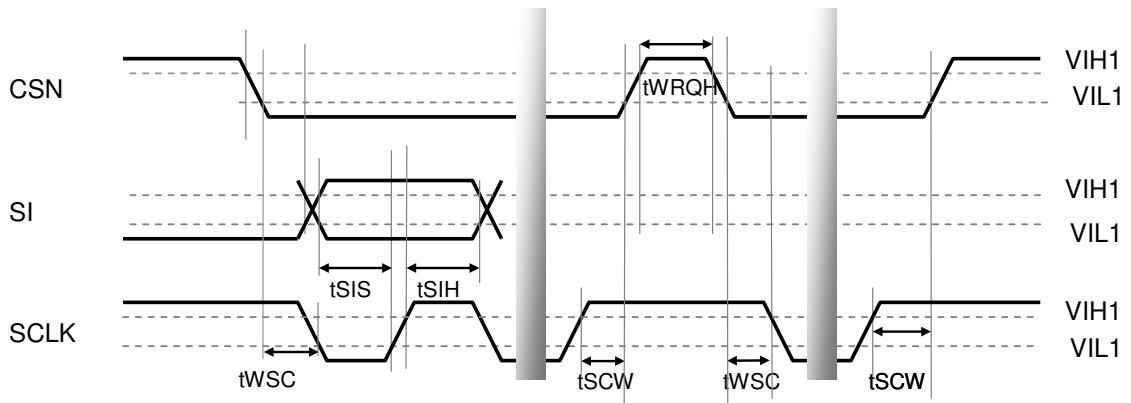 CSN
tWRQH
VIH1
VIL1
SI
VIH1
VIL1
tSIS
tSIH
SCLK
VIH1
VIL1
tWSC
tSCW
tWSC
tSCW